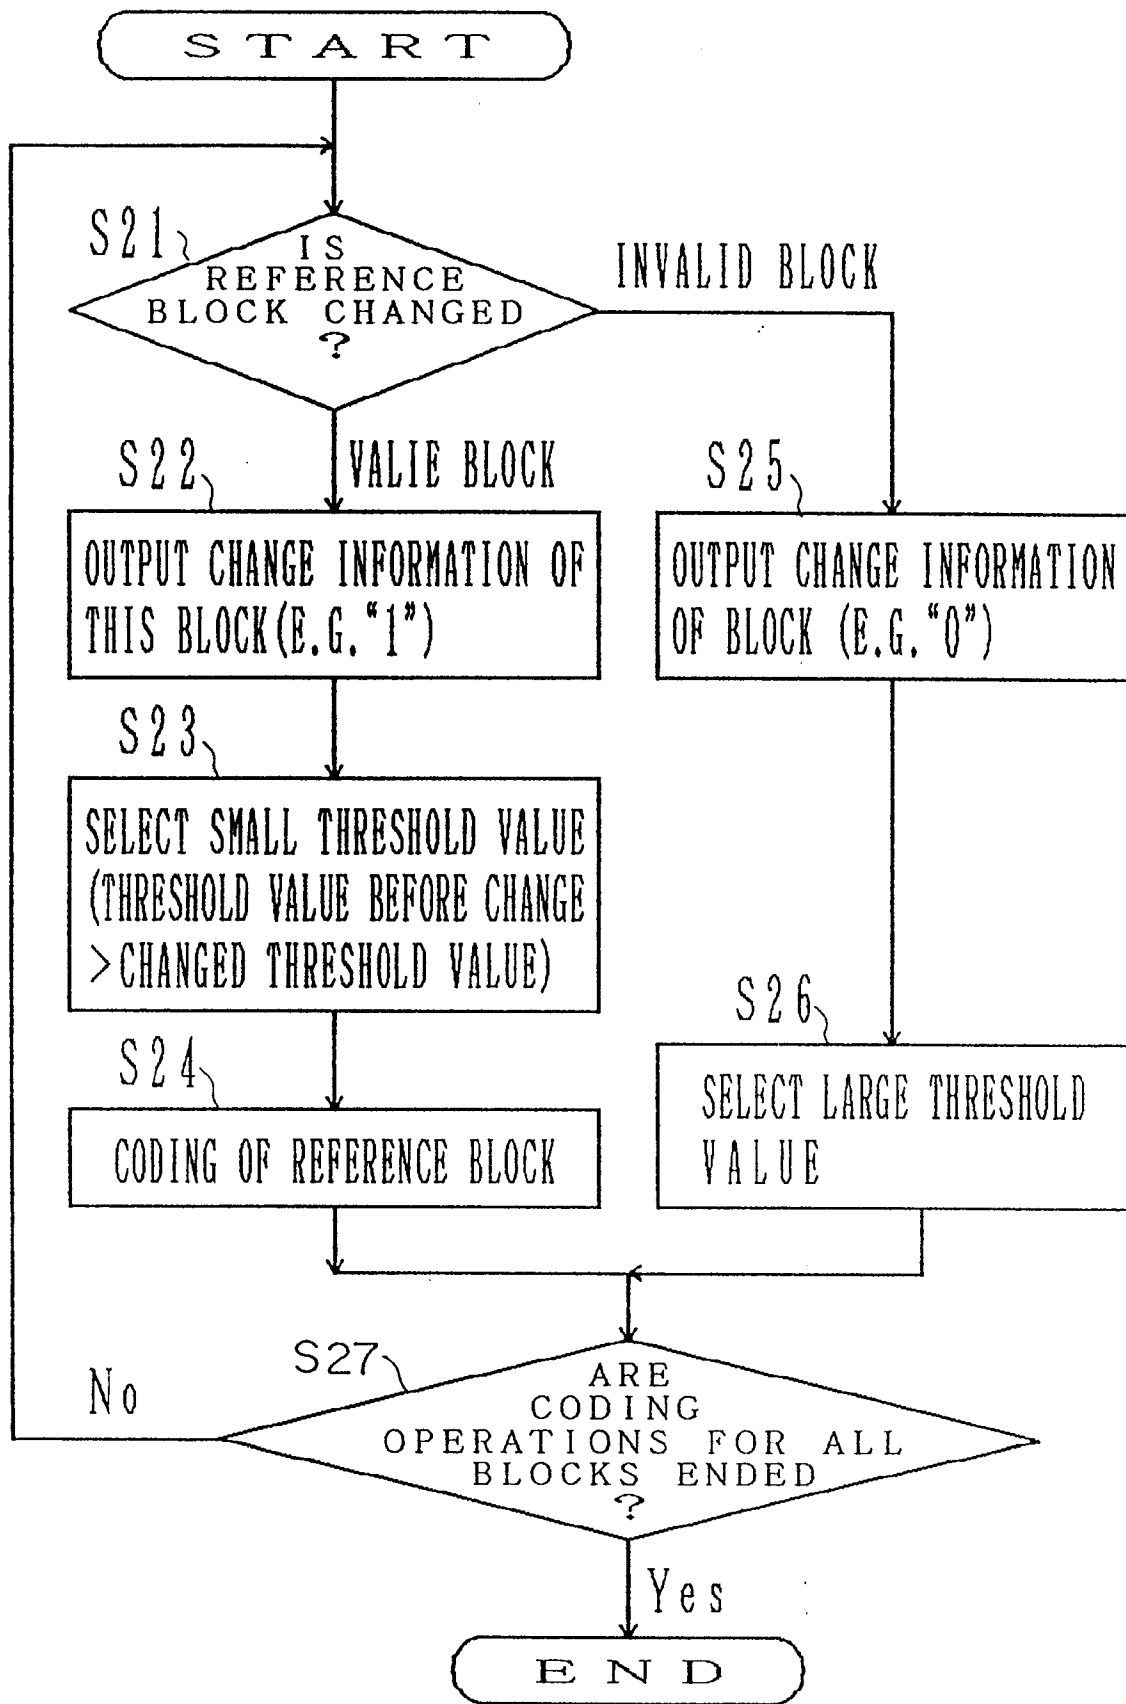 START
S21
IS
REFERENCE
BLOCK CHANGED
?
INVALID BLOCK
S22
VALIE BLOCK
S25
OUTPUT CHANGE INFORMATION OF
THIS BLOCK(E.G."1")
OUTPUT CHANGE INFORMATION
OF BLOCK (E.G."0")
S23
SELECT SMALL THRESHOLD VALUE
(THRESHOLD VALUE BEFORE CHANGE
>CHANGED THRESHOLD VALUE)
S24
CODING OF REFERENCE BLOCK
S26
SELECT LARGE THRESHOLD
VALUE
S27
ARE
CODING
OPERATIONS FOR ALL
BLOCKS ENDED
?
No
Yes
END